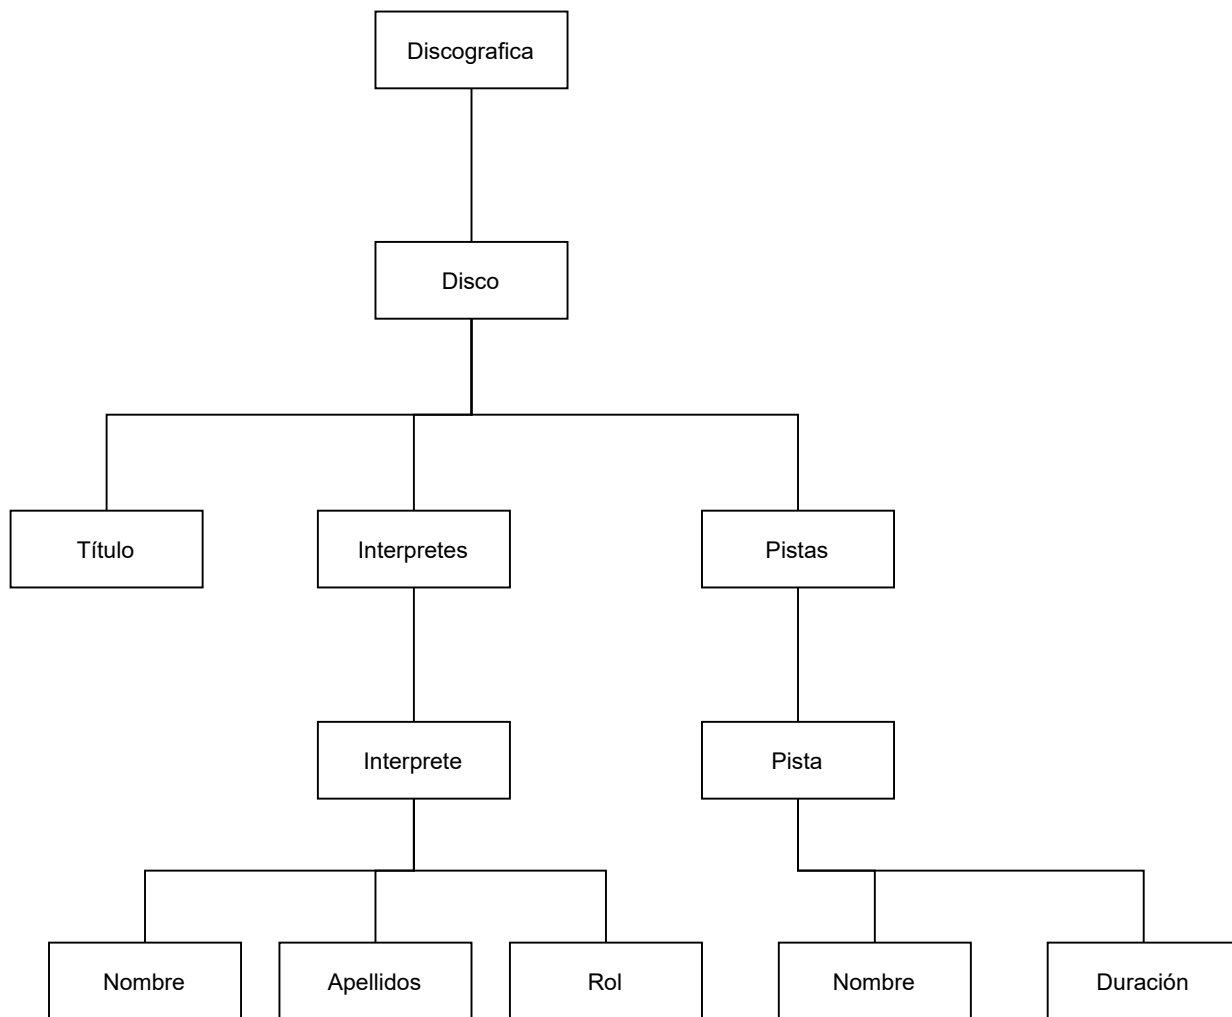 Discografica
Disco
Título
Interpretes
Pistas
Interprete
Pista
Nombre
Apellidos
Rol
Nombre
Duración